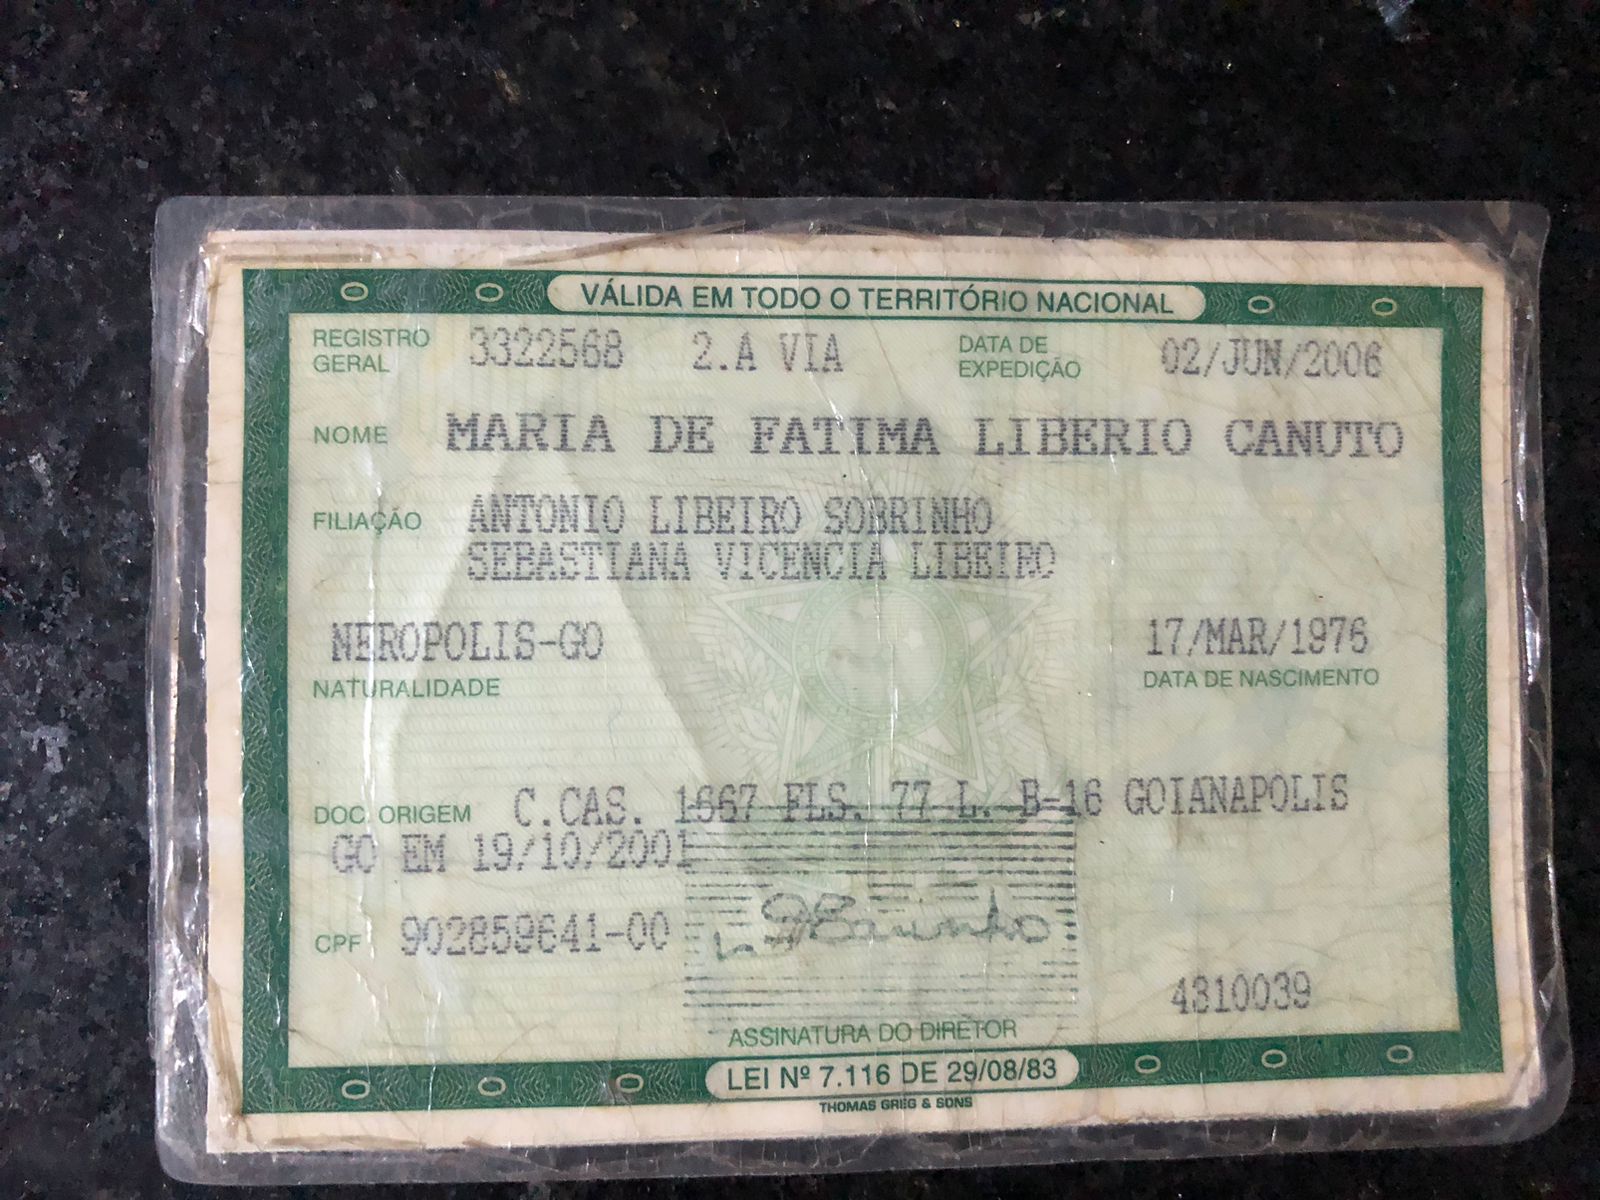 VÁLIDA EM TODO O TERRITÓRIO NACIONAL
REGISTRO GERAL 3322568 2.A VIA DATA DE EXPEDIÇÃO 02/JUN/2006
NOME MARIA DE FATIMA LIBERIO CANUTO
FILIAÇÃO ANTONIO LIBEIRO SOBRINHO
SEBASTIANA VICENCIA LIBEIRO
NEROPOLIS-GO 17/MAR/1976
NATURALIDADE DATA DE NASCIMENTO
DOC. ORIGEM C.CAS. 1667 FLS. 77 L. B-16 GOIANAPOLIS
GO EM 19/10/2001
CPF 902859641-00
4310039
ASSINATURA DO DIRETOR
LEI Nº 7.116 DE 29/08/83
THOMAS GREG & SONS